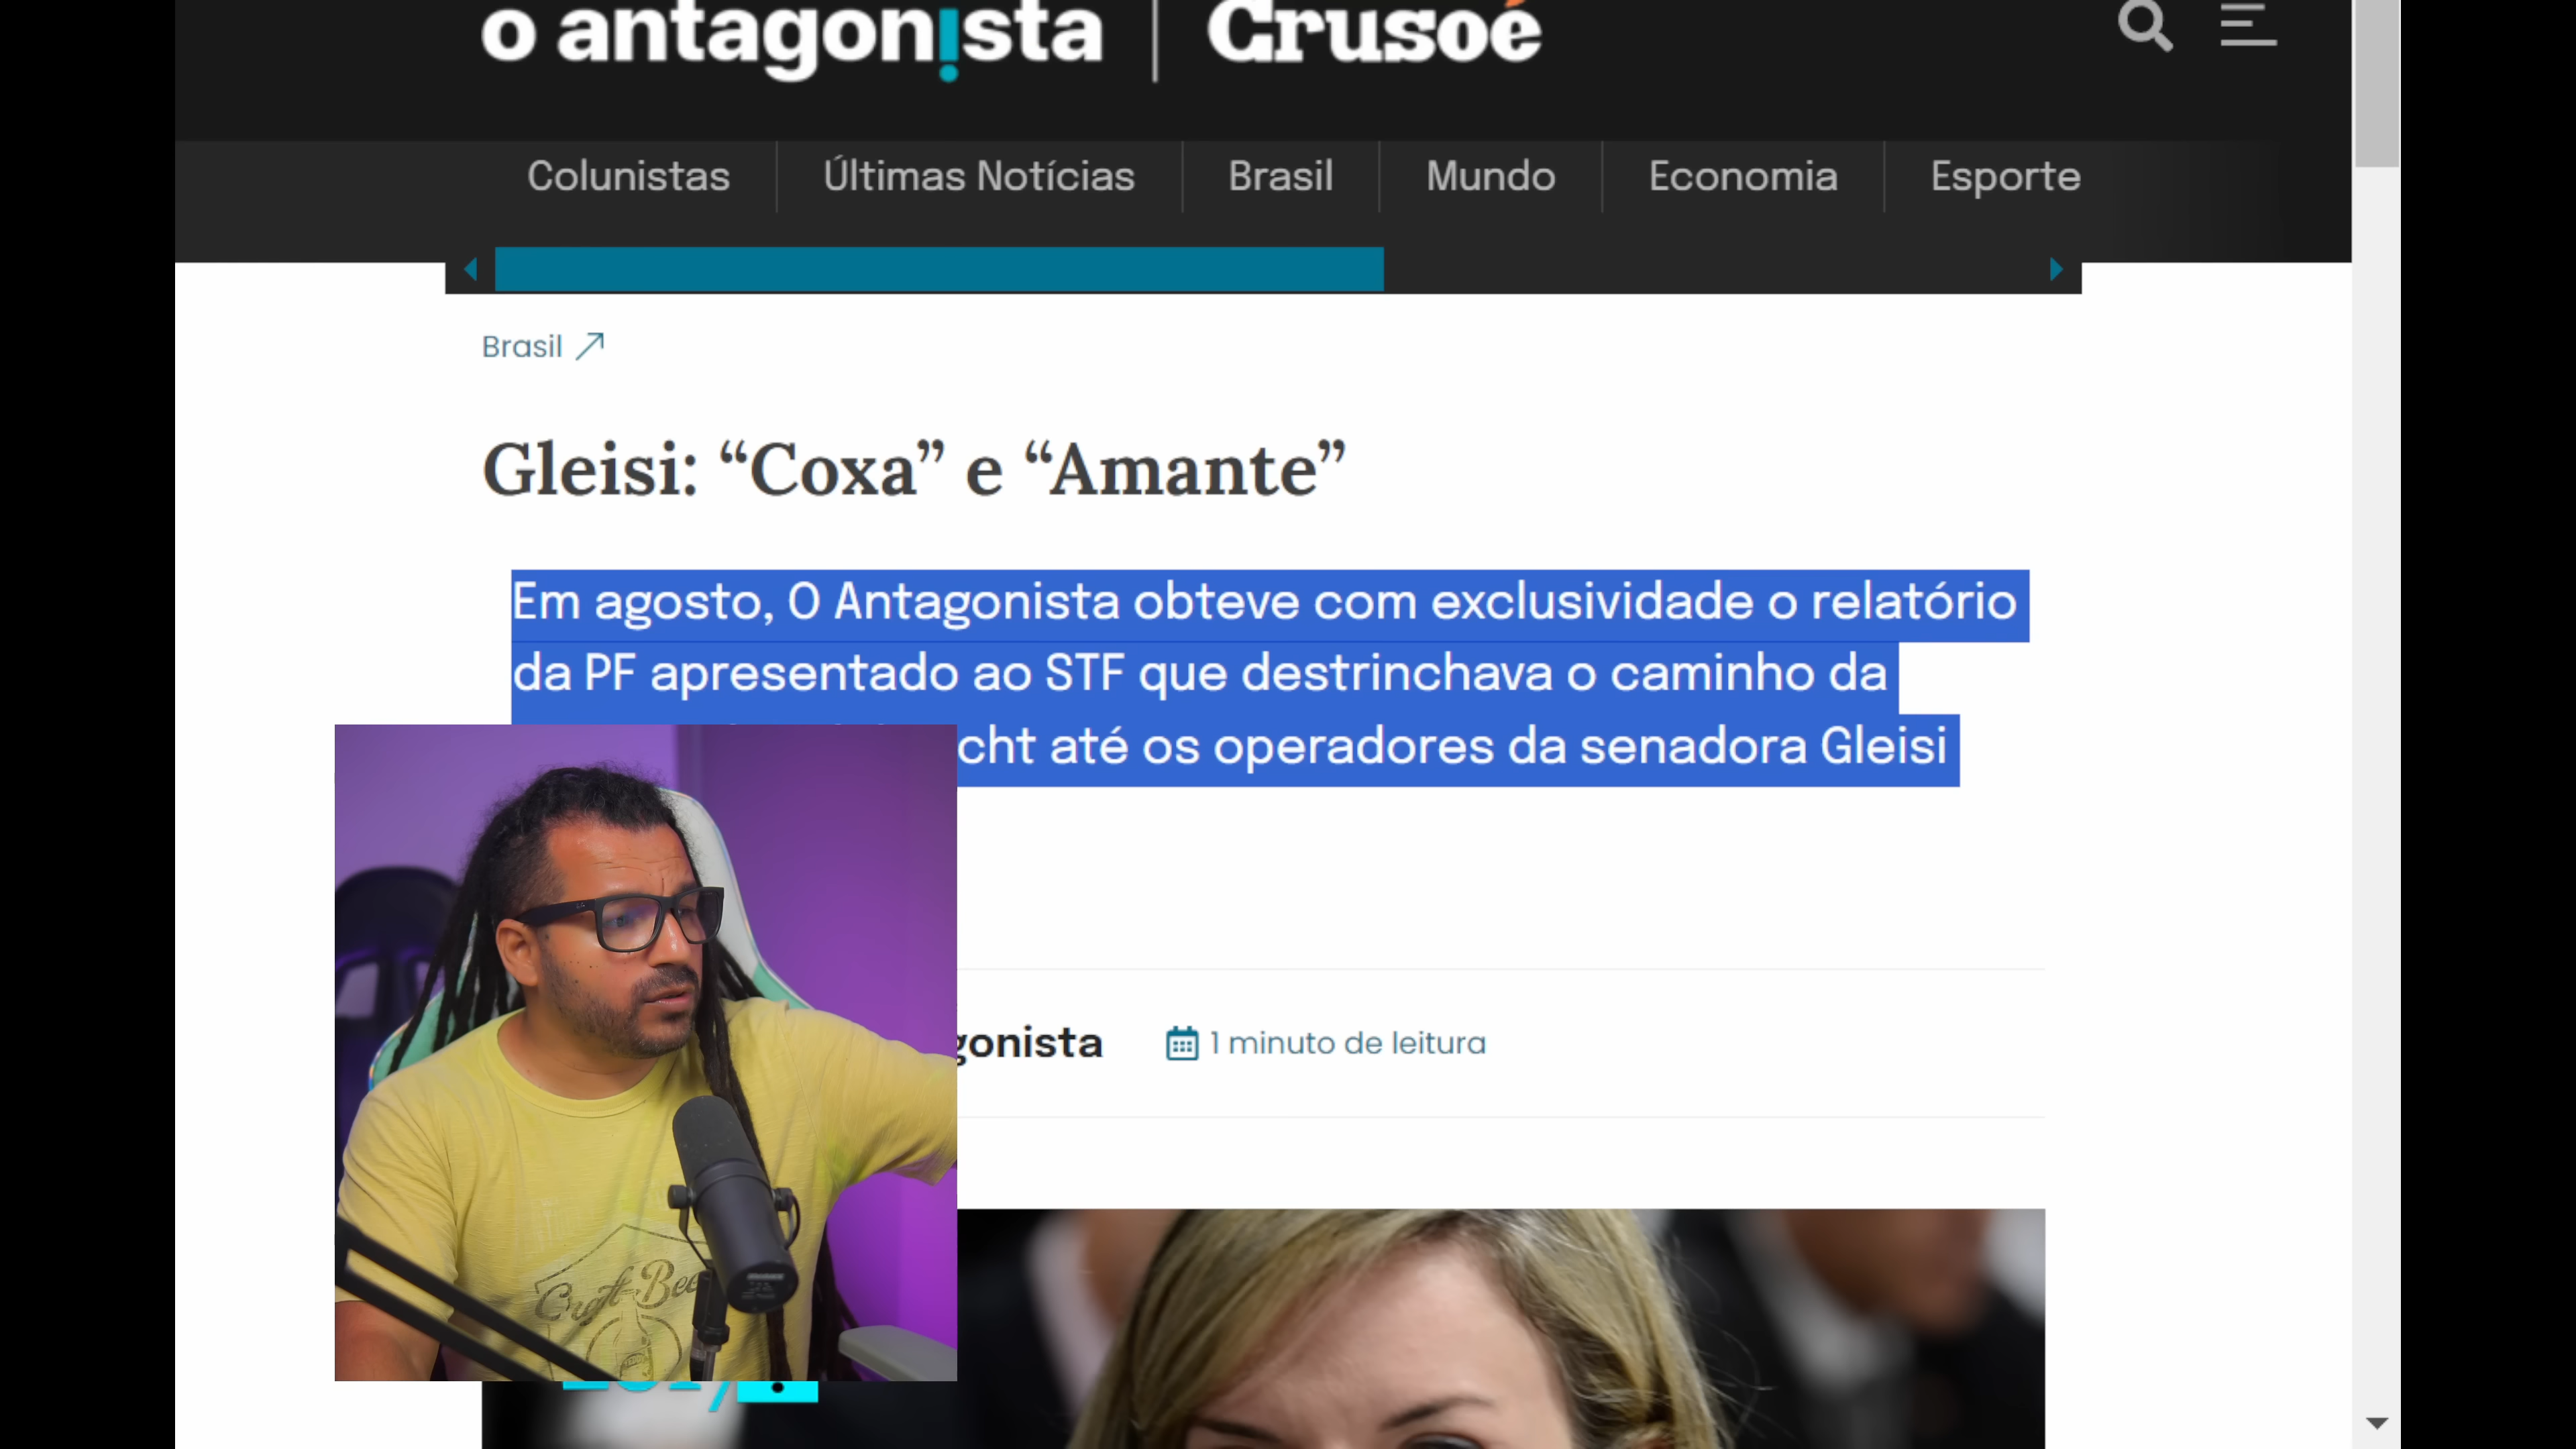 o antagonista | Crusoé
Colunistas
Últimas Notícias
Brasil
Mundo
Economia
Esporte
Brasil
Gleisi: “Coxa” e “Amante”
Em agosto, O Antagonista obteve com exclusividade o relatório
da PF apresentado ao STF que destrinchava o caminho da
cht até os operadores da senadora Gleisi
gonista
1 minuto de leitura
Craft Bee